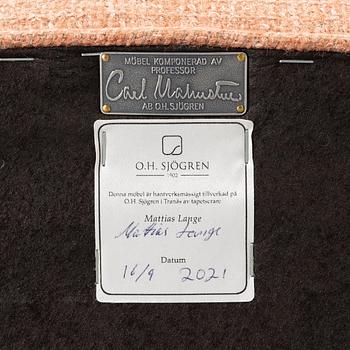 MÖBEL KOMPONERAD AV
PROFESSOR
Carl Malmsten
AB O.H. SJÖGREN
O.H. SJÖGREN
1902
Denna möbel är hantverksmässigt tillverkad på
O.H. Sjögren i Tranås av tapetserare
Mattias Lange
Mattias Lange
Datum
16/9 2021